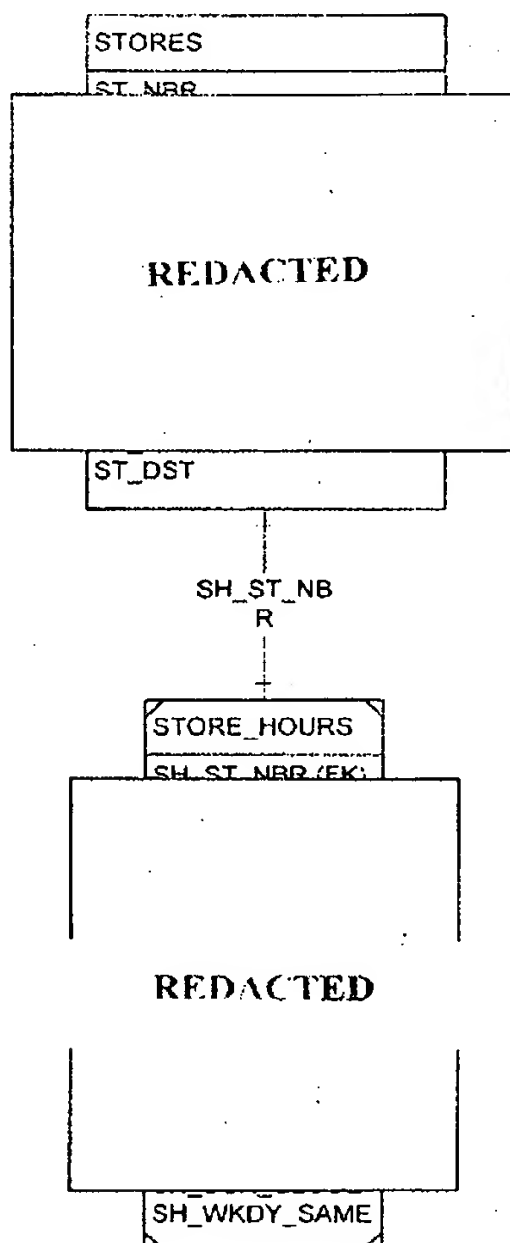 STORES
ST_NBR
REDACTED
ST_DST
SH_ST_NB
R
STORE_HOURS
SH_ST_NBR (FK)
REDACTED
SH_WKDY_SAME